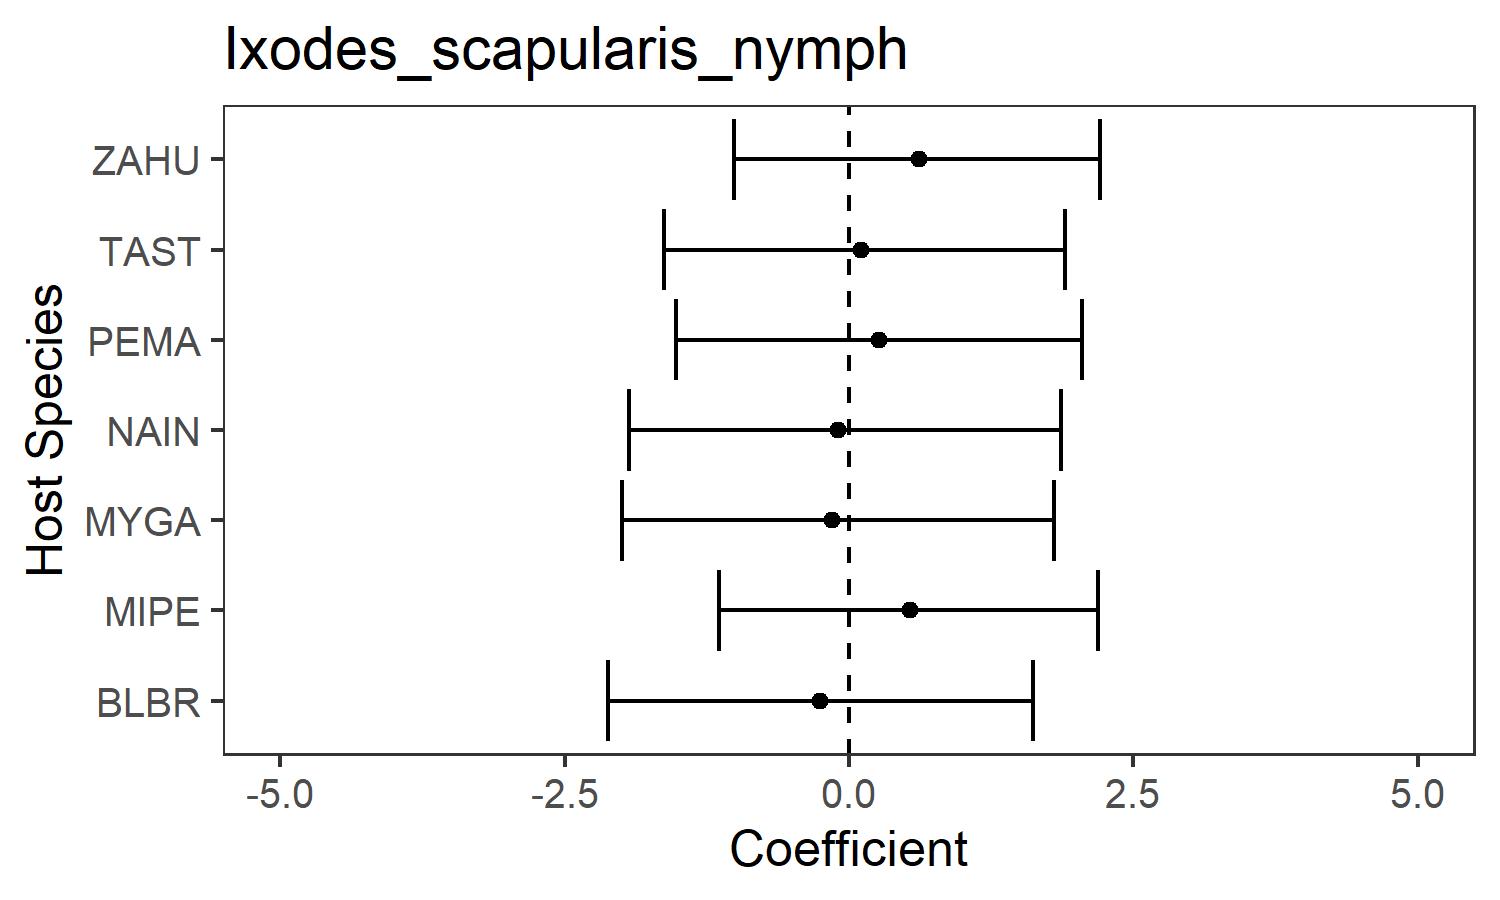 Ixodes_scapularis_nymph
Host Species
ZAHU
TAST
PEMA
NAIN
MYGA
MIPE
BLBR
-5.0 -2.5 0.0 2.5 5.0
Coefficient